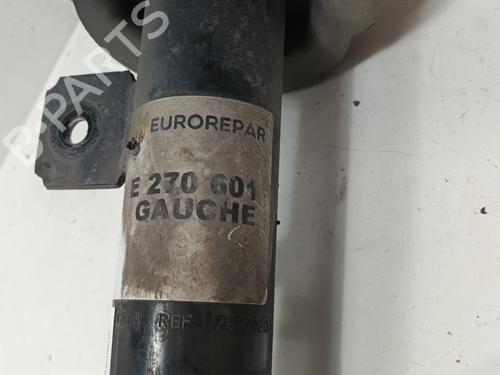 B-PARTS
EUROREPAR
E 270 601
GAUCHE
REF